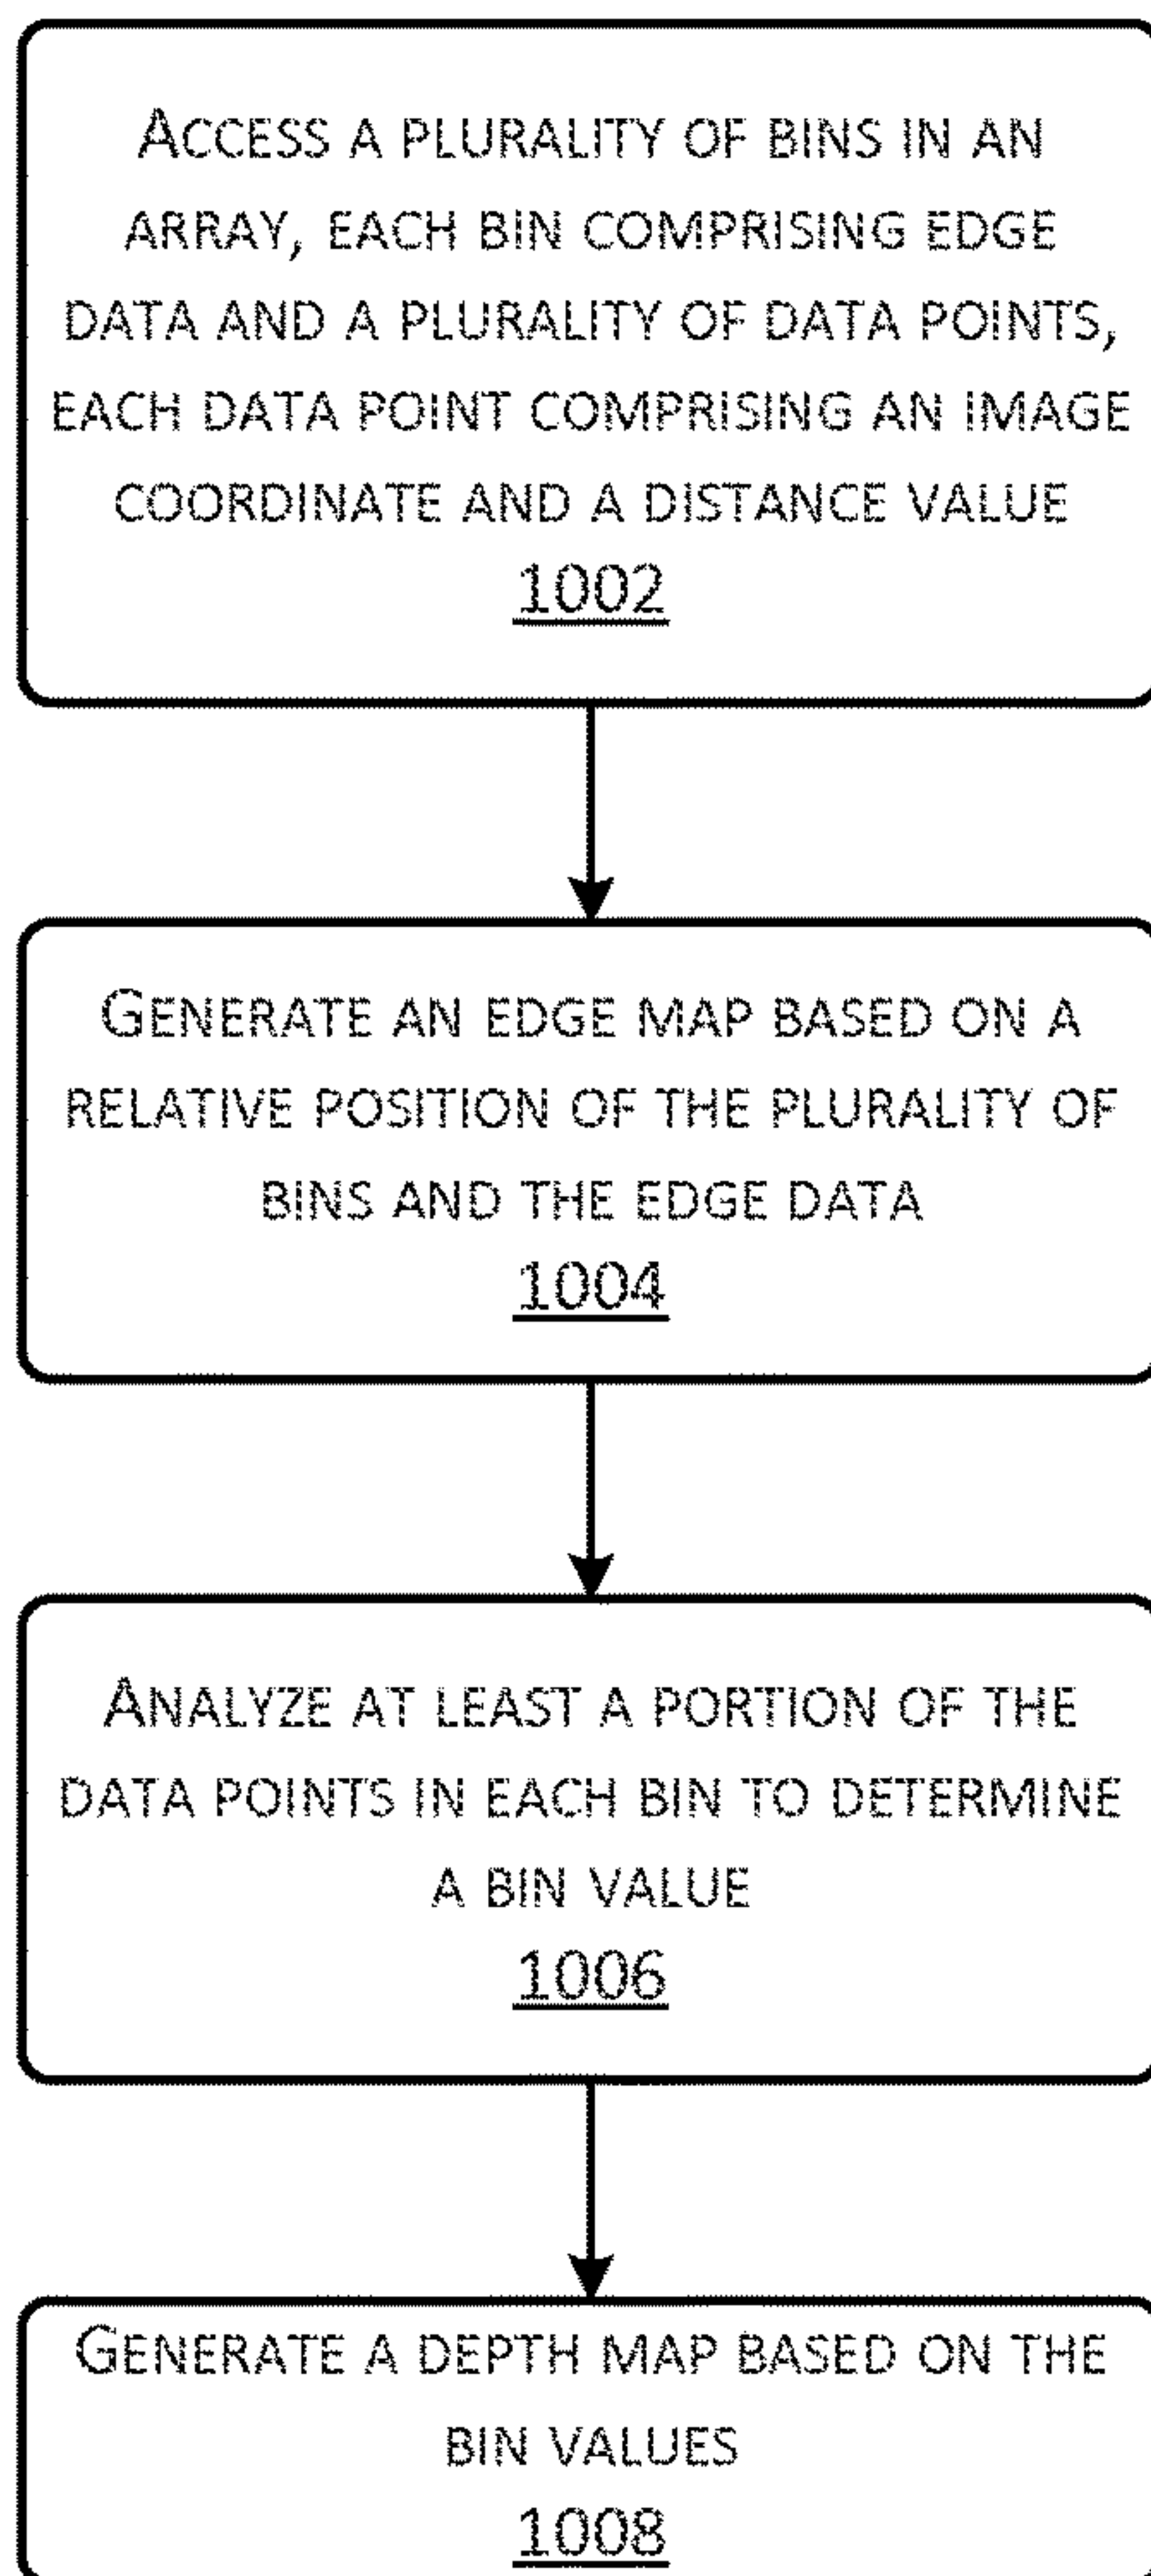 ACCESS A PLURALITY OF BINS IN AN
ARRAY, EACH BIN COMPRISING EDGE
DATA AND A PLURALITY OF DATA POINTS,
EACH DATA POINT COMPRISING AN IMAGE
COORDINATE AND A DISTANCE VALUE
1002
GENERATE AN EDGE MAP BASED ON A
RELATIVE POSITION OF THE PLURALITY OF
BINS AND THE EDGE DATA
1004
ANALYZE AT LEAST A PORTION OF THE
DATA POINTS IN EACH BIN TO DETERMINE
A BIN VALUE
1006
GENERATE A DEPTH MAP BASED ON THE
BIN VALUES
1008